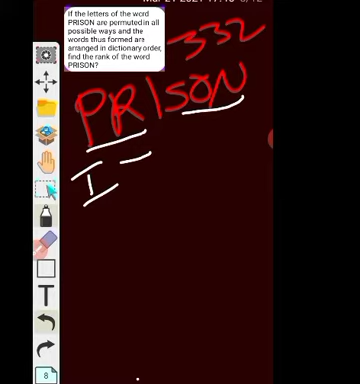 If the letters of the word
PRISON are permuted in all
possible ways and the
words thus formed are
arranged in dictionary order,
find the rank of the word
PRISON?
332
PRISON
I
T
8